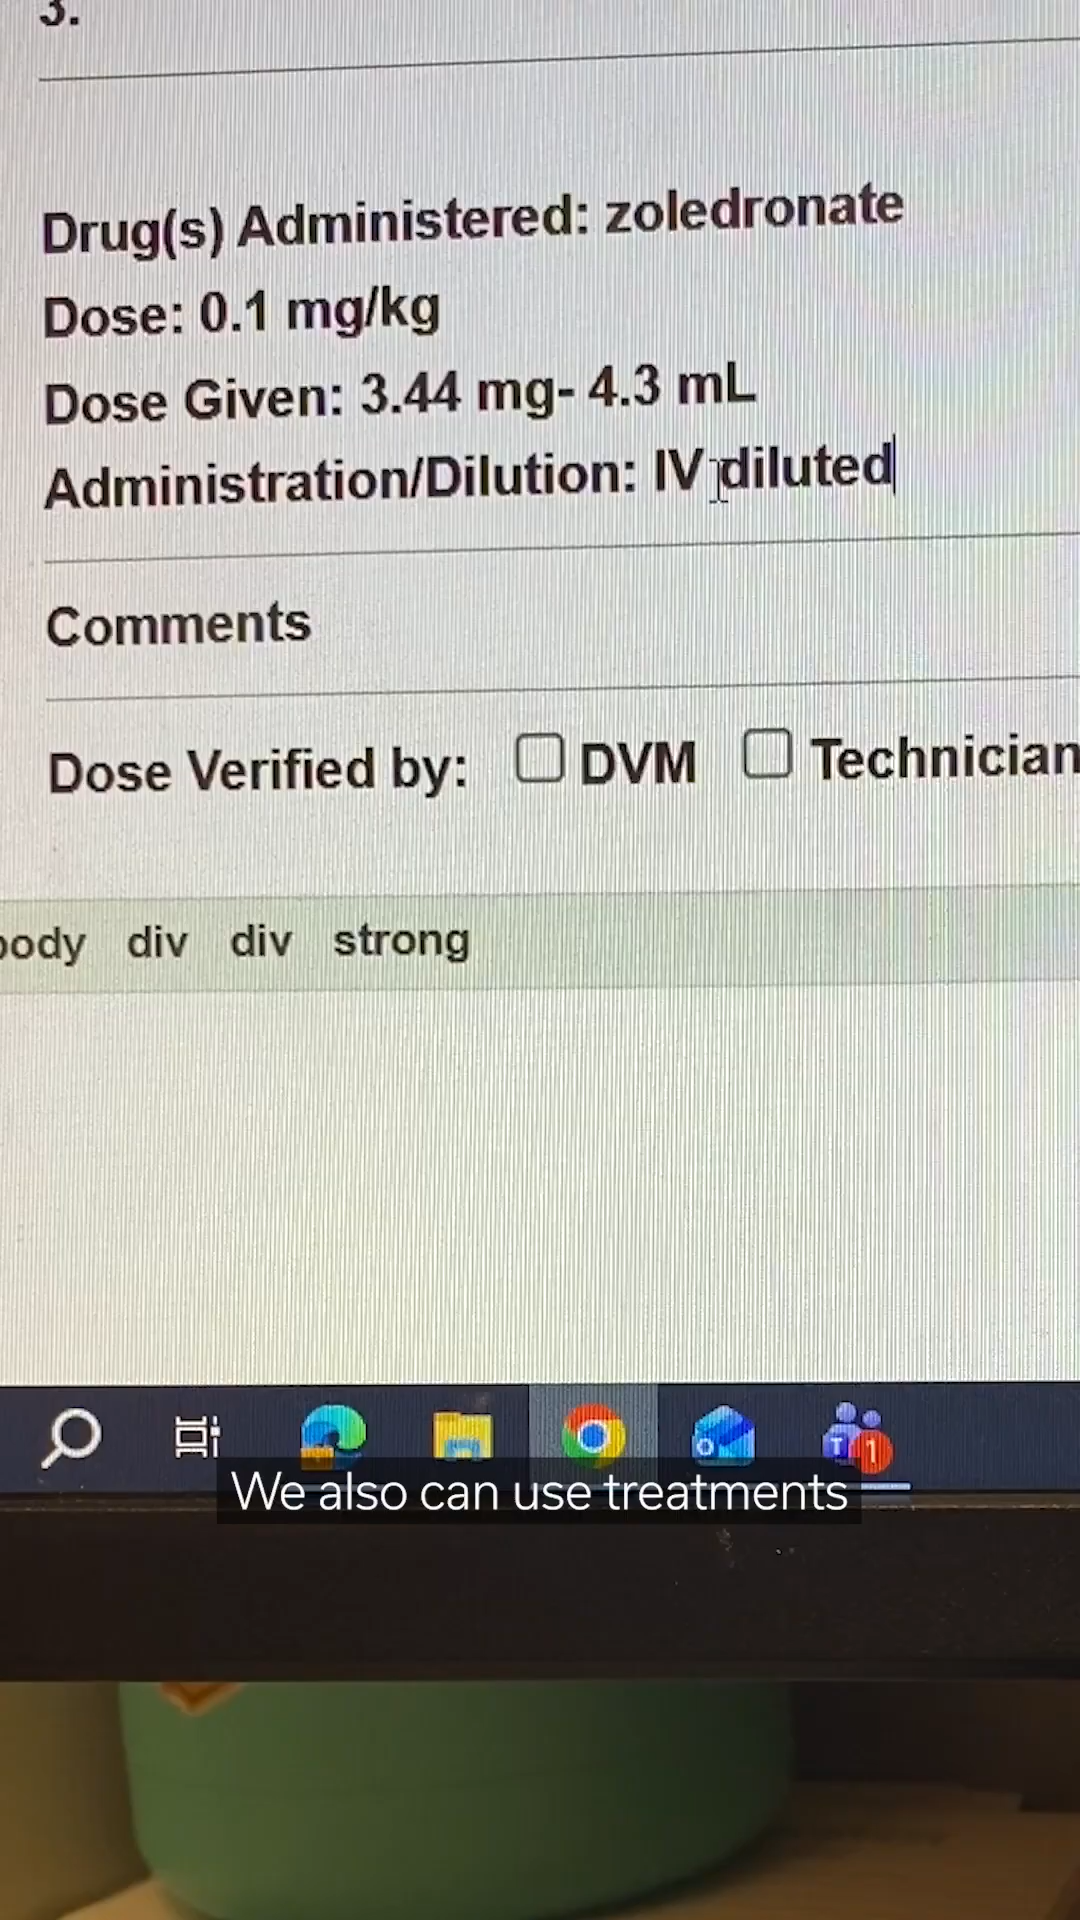 3.
Drug(s) Administered: zoledronate
Dose: 0.1 mg/kg
Dose Given: 3.44 mg- 4.3 mL
Administration/Dilution: IV diluted
Comments
Dose Verified by: DVM Technician
body div div strong
T 1
We also can use treatments